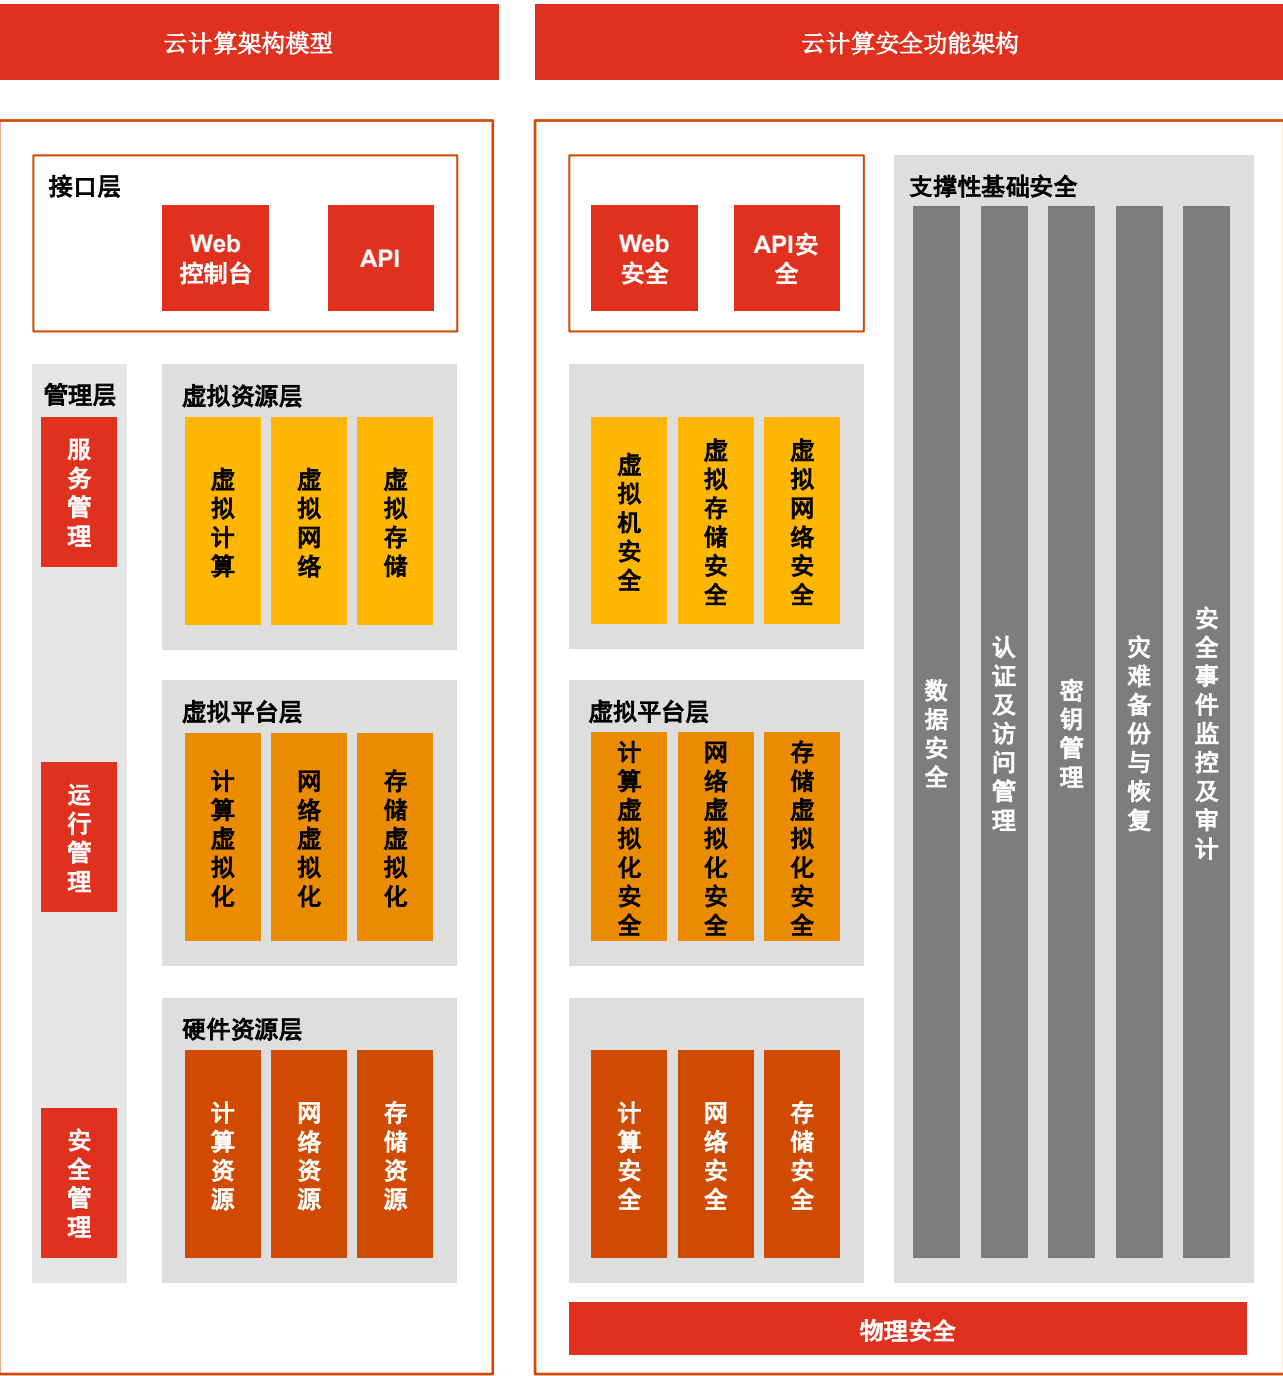 云计算架构模型
云计算安全功能架构
接口层
Web
控制台
API
管理层
服务管理
运行管理
安全管理
虚拟资源层
虚拟计算
虚拟网络
虚拟存储
虚拟平台层
计算虚拟化
网络虚拟化
存储虚拟化
硬件资源层
计算资源
网络资源
存储资源
Web
安全
API安
全
虚拟机安全
虚拟存储安全
虚拟网络安全
虚拟平台层
计算虚拟化安全
网络虚拟化安全
存储虚拟化安全
计算安全
网络安全
存储安全
支撑性基础安全
数据安全
认证及访问管理
密钥管理
灾难备份与恢复
安全事件监控及审计
物理安全